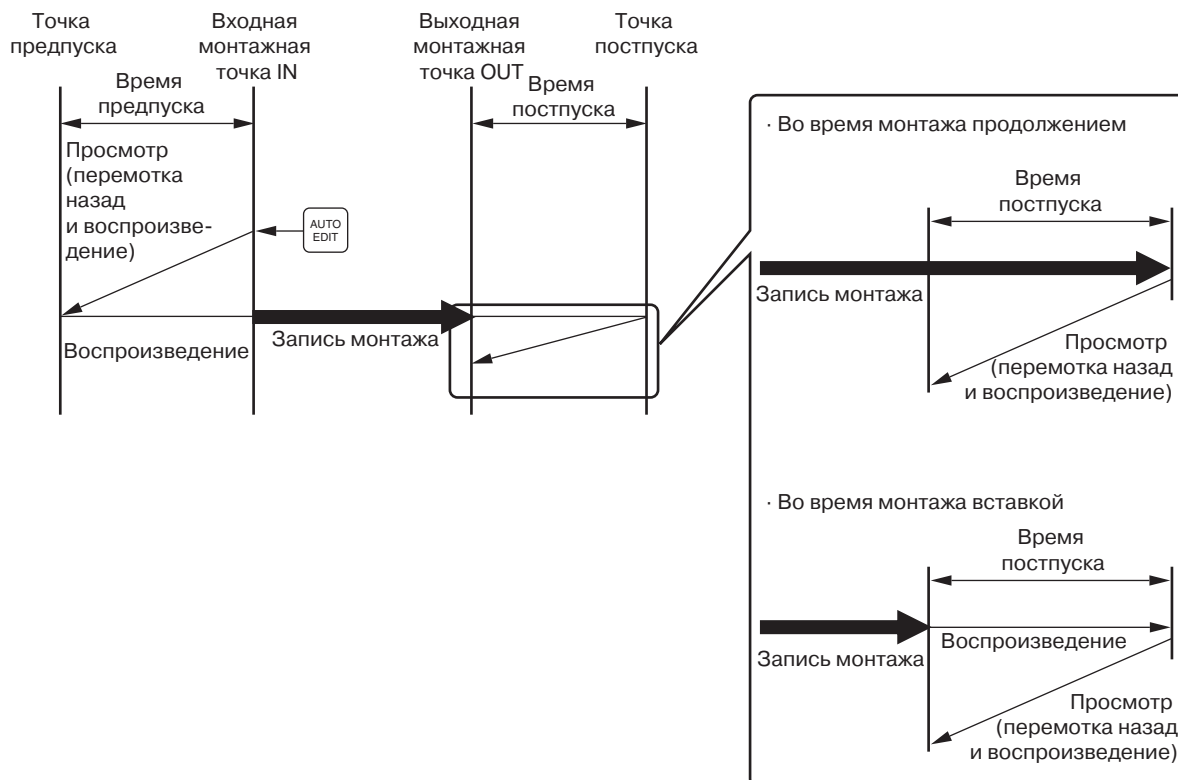 Точка
предпуска
Входная
монтажная
точка IN
Выходная
монтажная
точка OUT
Точка
постпуска
Время
предпуска
Время
постпуска
Просмотр
(перемотка
назад
и воспроизве-
дение)
AUTO
EDIT
Воспроизведение
Запись монтажа
· Во время монтажа продолжением
Время
постпуска
Запись монтажа
Просмотр
(перемотка назад
и воспроизведение)
· Во время монтажа вставкой
Время
постпуска
Запись монтажа
Воспроизведение
Просмотр
(перемотка назад
и воспроизведение)